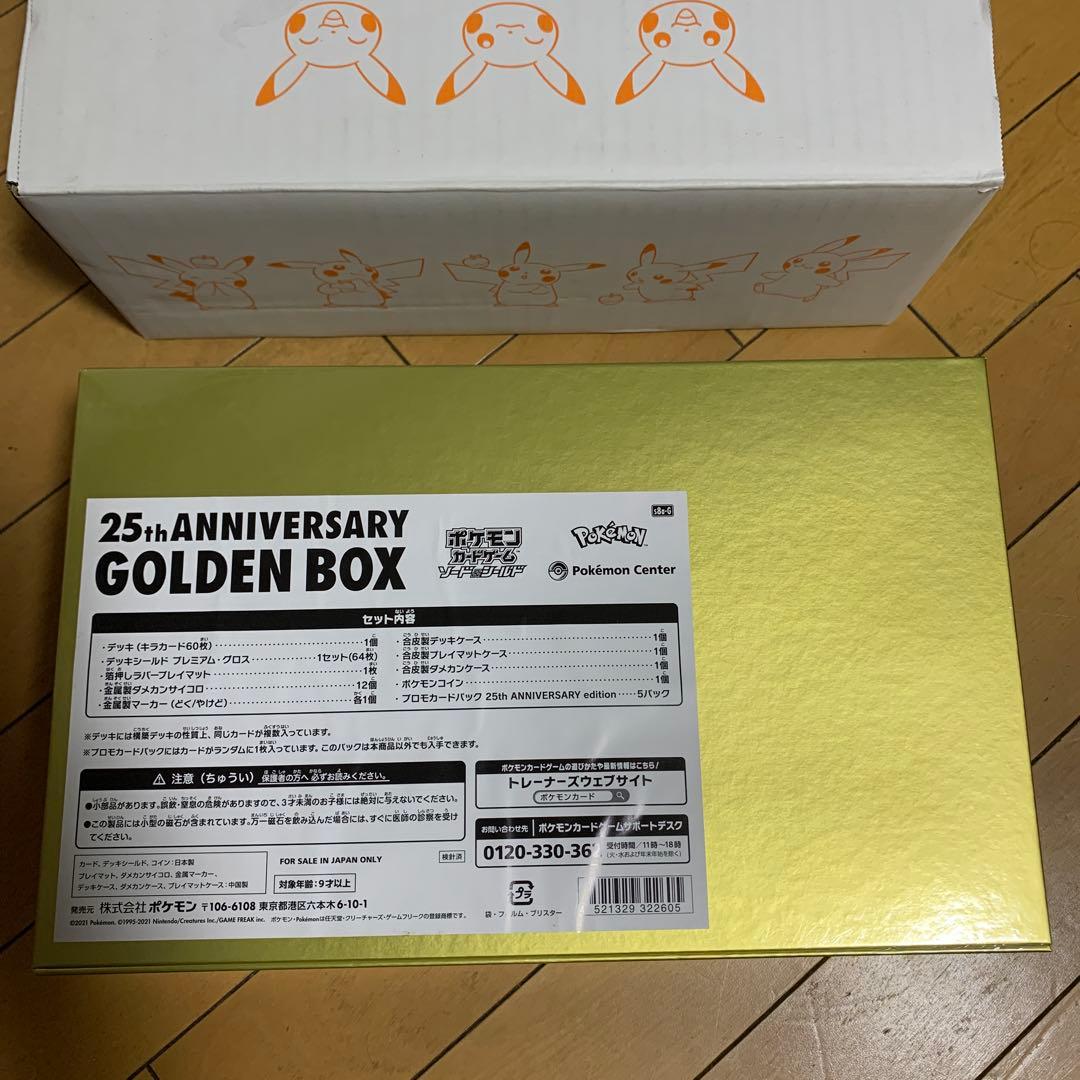 25th ANNIVERSARY
GOLDEN BOX
ポケモン
カードゲーム
ソード&シールド
s8a-G
POKéMON
Pokémon Center
セット内容
・デッキ(キラカード60枚)……1個
・デッキシールド プレミアム・グロス……1セット(64枚)
・箔押しラバープレイマット……1枚
・金属製ダメカンサイコロ……12個
・金属製マーカー(どく/やけど)……各1個
・合皮製デッキケース……1個
・合皮製プレイマットケース……1個
・合皮製ダメカンケース……1個
・ポケモンコイン……1個
・プロモカードパック 25th ANNIVERSARY edition……5パック
※デッキには構築デッキの性質上、同じカードが複数入っています。
※プロモカードパックにはカードがランダムに1枚入っています。このパックは本商品以外でも入手できます。
⚠ 注意(ちゅうい) 保護者の方へ 必ずお読みください。
●小部品があります。誤飲・窒息の危険がありますので、3才未満のお子様には絶対に与えないでください。
●この製品には小型の磁石が含まれています。万一磁石を飲み込んだ場合には、すぐに医師の診察を受け
てください。
ポケモンカードゲームの遊びかたや最新情報はこちら!
トレーナーズウェブサイト
ポケモンカード
お問い合わせ先 ポケモンカードゲームサポートデスク
0120-330-36 受付時間/11時~18時
(火・水および年末年始を除く)
カード、デッキシールド、コイン:日本製
プレイマット、ダメカンサイコロ、金属マーカー、
デッキケース、ダメカンケース、プレイマットケース:中国製
FOR SALE IN JAPAN ONLY
検針済
対象年齢:9才以上
発売元 株式会社 ポケモン 〒106-6108 東京都港区六本木6-10-1
©2021 Pokémon. ©1995-2021 Nintendo/Creatures Inc./GAME FREAK inc. ポケモン・Pokémonは任天堂・クリーチャーズ・ゲームフリークの登録商標です。
プラ
袋・フィルム・ブリスター
521329 322605